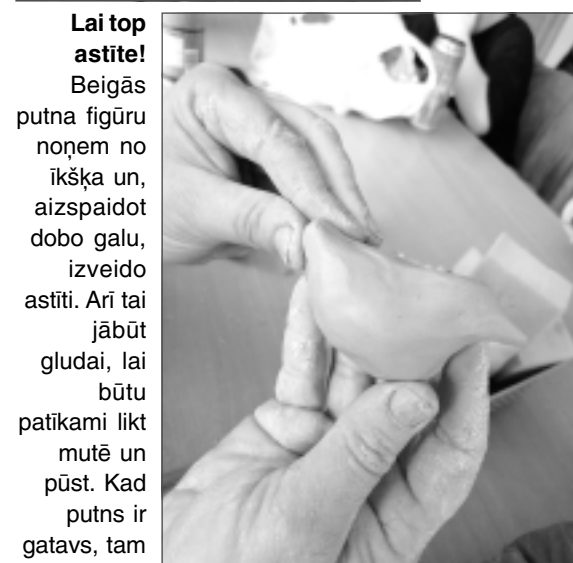 Lai top
astīte!
Beigās
putna figūru
noņem no
īkšķa un,
aizspaidot
dobo galu,
izveido
astīti. Arī tai
jābūt
gludai, lai
būtu
patīkami likt
mutē un
pūst. Kad
putns ir
gatavs, tam